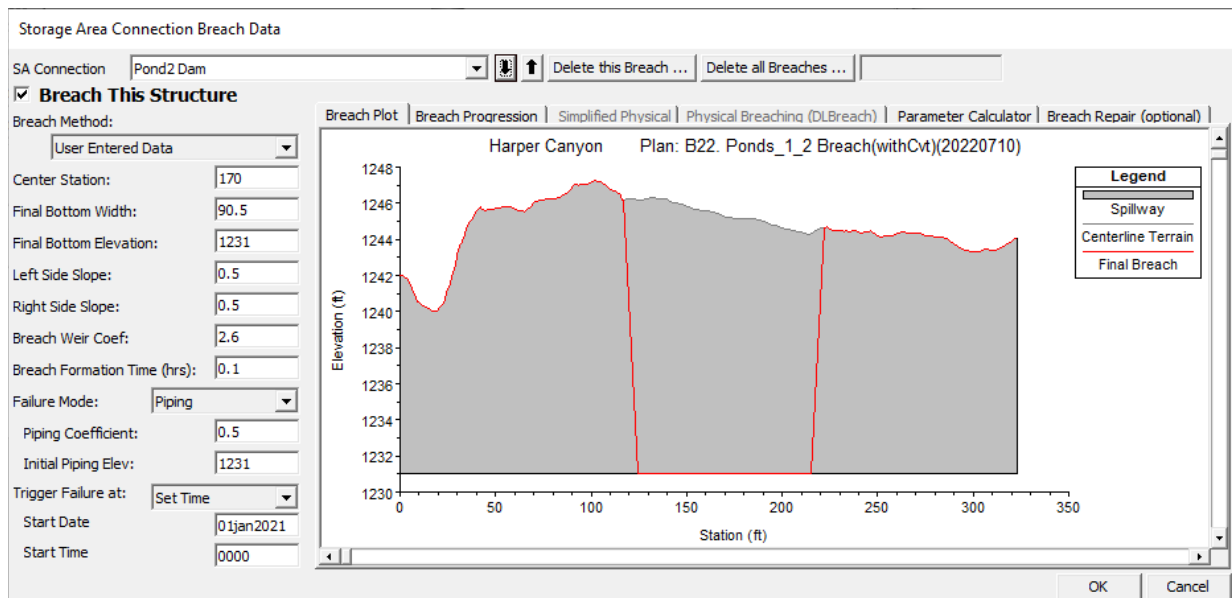 Storage Area Connection Breach Data
SA Connection Pond2 Dam Delete this Breach ... Delete all Breaches ...
Breach This Structure
Breach Method:
User Entered Data
Center Station: 170
Final Bottom Width: 90.5
Final Bottom Elevation: 1231
Left Side Slope: 0.5
Right Side Slope: 0.5
Breach Weir Coef: 2.6
Breach Formation Time (hrs): 0.1
Failure Mode: Piping
Piping Coefficient: 0.5
Initial Piping Elev: 1231
Trigger Failure at: Set Time
Start Date 01jan2021
Start Time 0000
Breach Plot Breach Progression Simplified Physical Physical Breaching (DLBreach) Parameter Calculator Breach Repair (optional)
Harper Canyon Plan: B22. Ponds_1_2 Breach(withCvt)(20220710)
1248
1246
1244
1242
1240
1238
1236
1234
1232
1230
Elevation (ft)
0 50 100 150 200 250 300 350
Station (ft)
Legend
Spillway
Centerline Terrain
Final Breach
OK Cancel